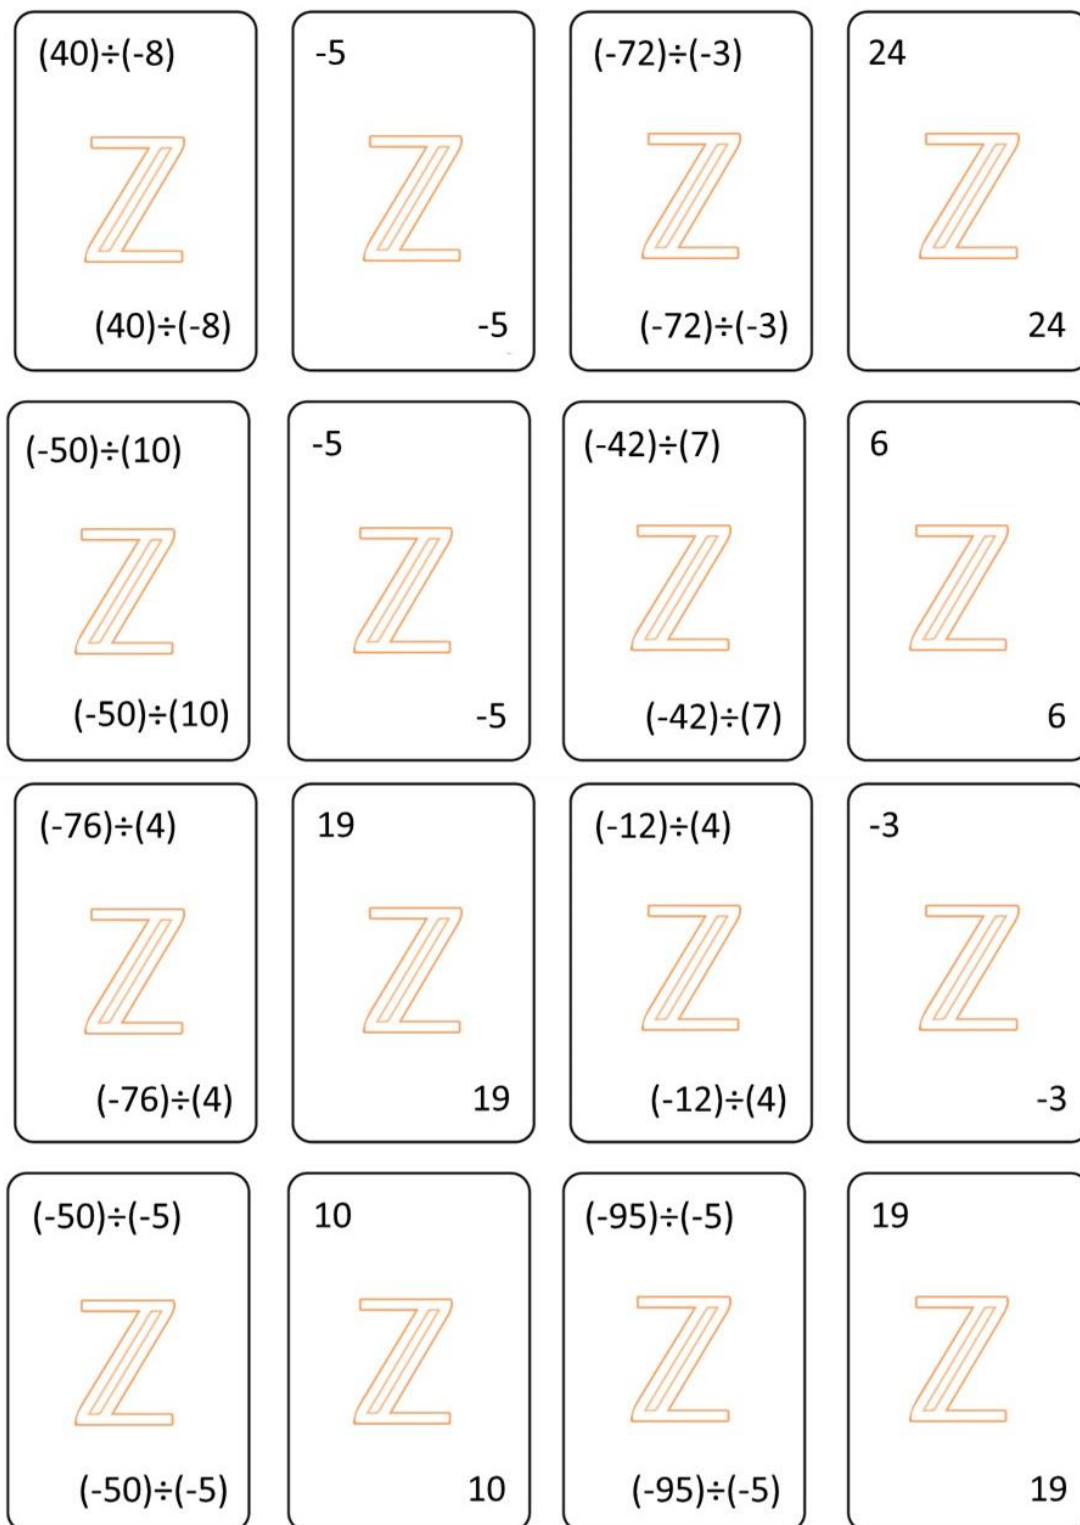 (40)÷(-8) -5 (-72)÷(-3) 24
ℤ ℤ ℤ ℤ
(40)÷(-8) -5 (-72)÷(-3) 24
(-50)÷(10) -5 (-42)÷(7) 6
ℤ ℤ ℤ ℤ
(-50)÷(10) -5 (-42)÷(7) 6
(-76)÷(4) 19 (-12)÷(4) -3
ℤ ℤ ℤ ℤ
(-76)÷(4) 19 (-12)÷(4) -3
(-50)÷(-5) 10 (-95)÷(-5) 19
ℤ ℤ ℤ ℤ
(-50)÷(-5) 10 (-95)÷(-5) 19